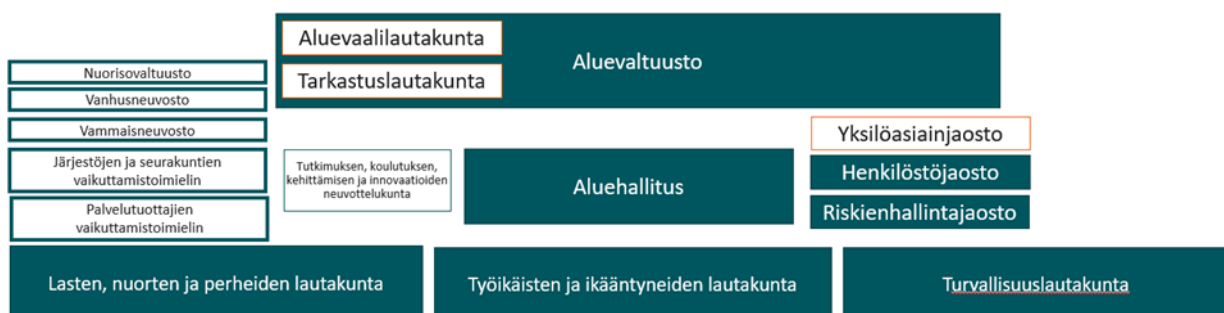 Aluevaalilautakunta
Tarkastuslautakunta
Aluevaltuusto
Nuorisovaltuusto
Vanhusneuvosto
Vammaisneuvosto
Järjestöjen ja seurakuntien
vaikuttamistoimielin
Palvelutuottajien
vaikuttamistoimielin
Tutkimuksen, koulutuksen,
kehittämisen ja innovaatioiden
neuvottelukunta
Aluehallitus
Yksilöasiainjaosto
Henkilöstöjaosto
Riskienhallintajaosto
Lasten, nuorten ja perheiden lautakunta
Työikäisten ja ikääntyneiden lautakunta
Turvallisuuslautakunta